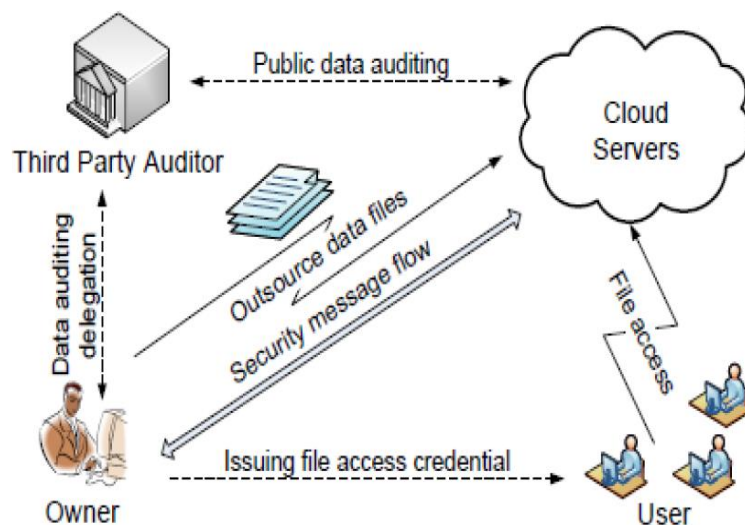 Public data auditing
Cloud
Servers
Third Party Auditor
Data auditing
delegation
Outsource data files
Security message flow
File access
Issuing file access credential
Owner
User